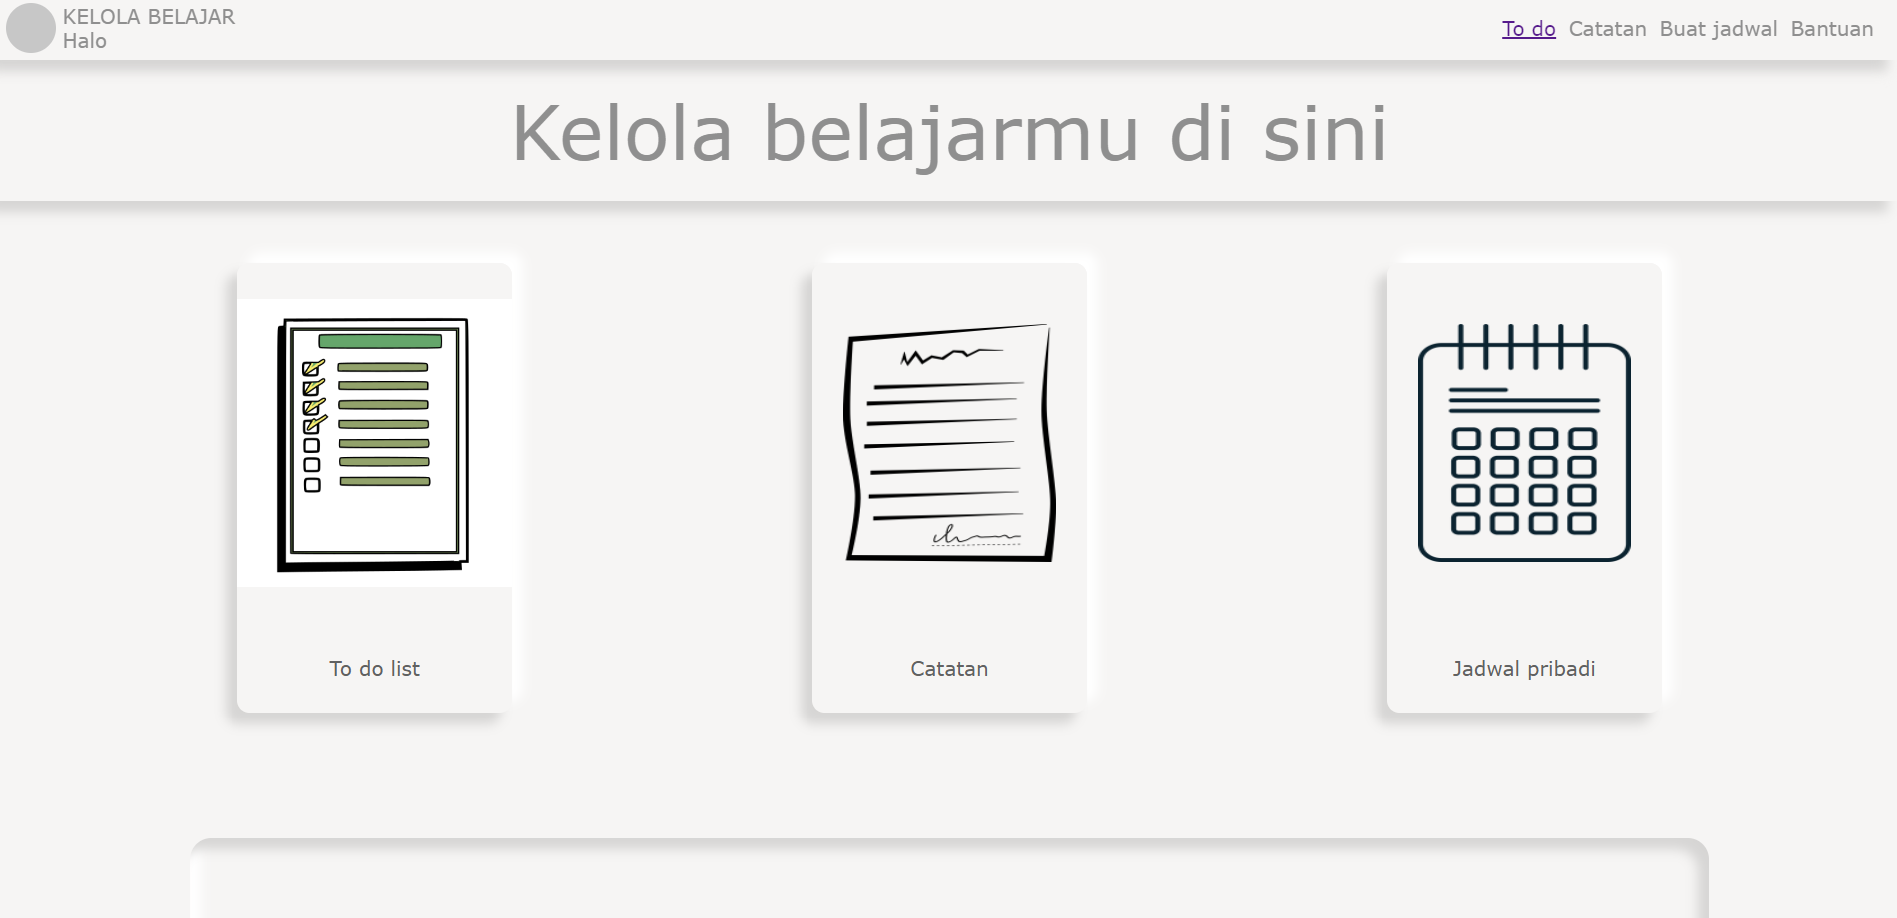 KELOLA BELAJAR
Halo
To do Catatan Buat jadwal Bantuan
Kelola belajarmu di sini
To do list
Catatan
Jadwal pribadi